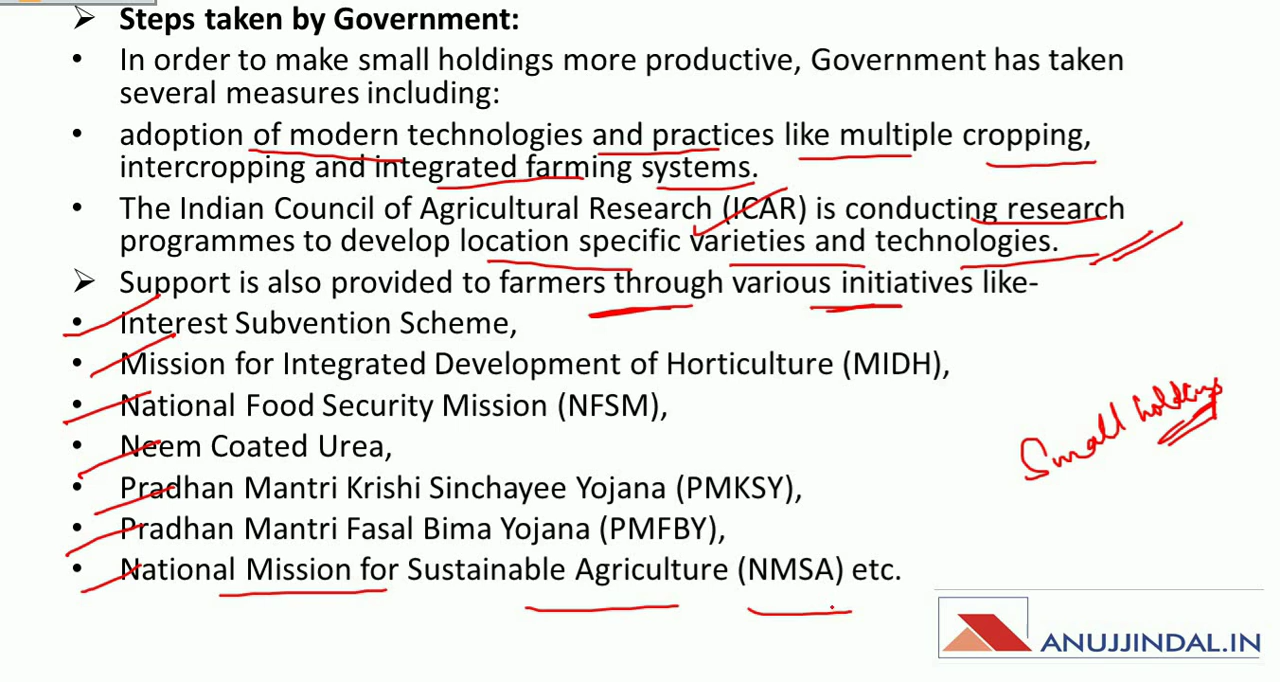 ➢ Steps taken by Government:
• In order to make small holdings more productive, Government has taken
several measures including:
• adoption of modern technologies and practices like multiple cropping,
intercropping and integrated farming systems.
• The Indian Council of Agricultural Research (ICAR) is conducting research
programmes to develop location specific varieties and technologies.
➢ Support is also provided to farmers through various initiatives like-
• Interest Subvention Scheme,
• Mission for Integrated Development of Horticulture (MIDH),
• National Food Security Mission (NFSM),
• Neem Coated Urea,
• Pradhan Mantri Krishi Sinchayee Yojana (PMKSY),
• Pradhan Mantri Fasal Bima Yojana (PMFBY),
• National Mission for Sustainable Agriculture (NMSA) etc.
Small holdings
ANUJJINDAL.IN